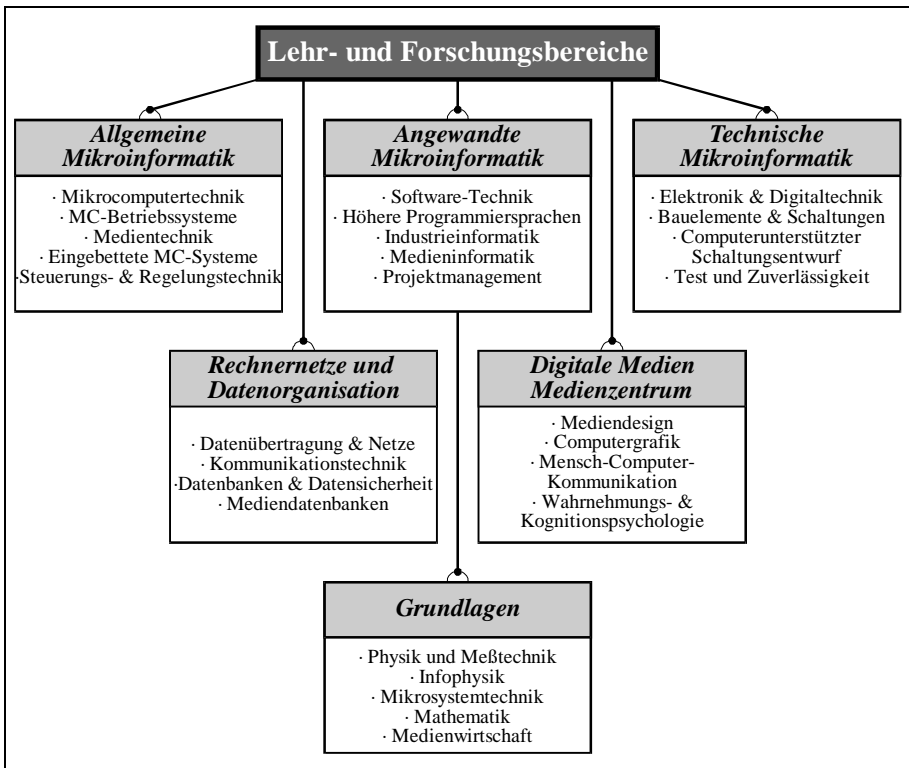 Lehr- und Forschungsbereiche
Allgemeine
Mikroinformatik
· Mikrocomputertechnik
· MC-Betriebssysteme
· Medientechnik
· Eingebettete MC-Systeme
·Steuerungs- & Regelungstechnik
Angewandte
Mikroinformatik
· Software-Technik
· Höhere Programmiersprachen
· Industrieinformatik
· Medieninformatik
· Projektmanagement
Technische
Mikroinformatik
· Elektronik & Digitaltechnik
· Bauelemente & Schaltungen
· Computerunterstützter
Schaltungsentwurf
· Test und Zuverlässigkeit
Rechnernetze und
Datenorganisation
· Datenübertragung & Netze
· Kommunikationstechnik
·Datenbanken & Datensicherheit
· Mediendatenbanken
Digitale Medien
Medienzentrum
· Mediendesign
· Computergrafik
· Mensch-Computer-
Kommunikation
· Wahrnehmungs- &
Kognitionspsychologie
Grundlagen
· Physik und Meßtechnik
· Infophysik
· Mikrosystemtechnik
· Mathematik
· Medienwirtschaft